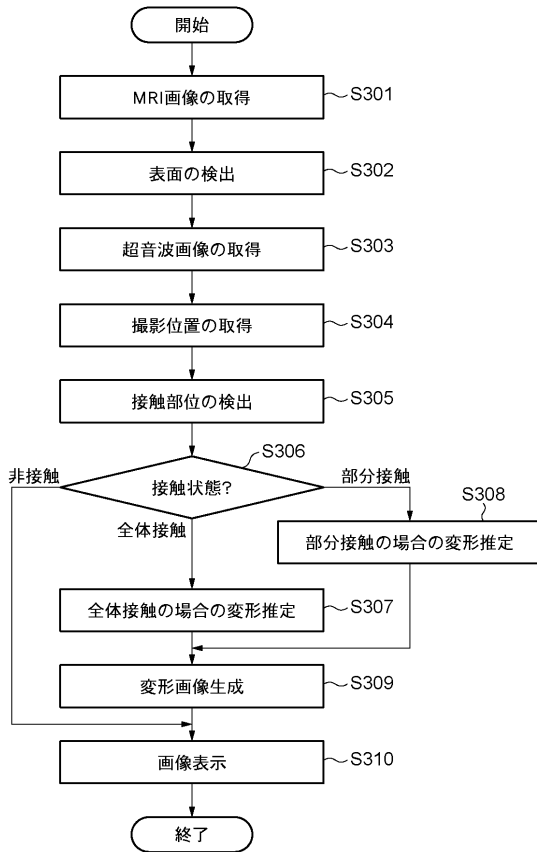 開始
MRI画像の取得
S301
表面の検出
S302
超音波画像の取得
S303
撮影位置の取得
S304
接触部位の検出
S305
接触状態?
S306
非接触
部分接触
全体接触
部分接触の場合の変形推定
S308
全体接触の場合の変形推定
S307
変形画像生成
S309
画像表示
S310
終了